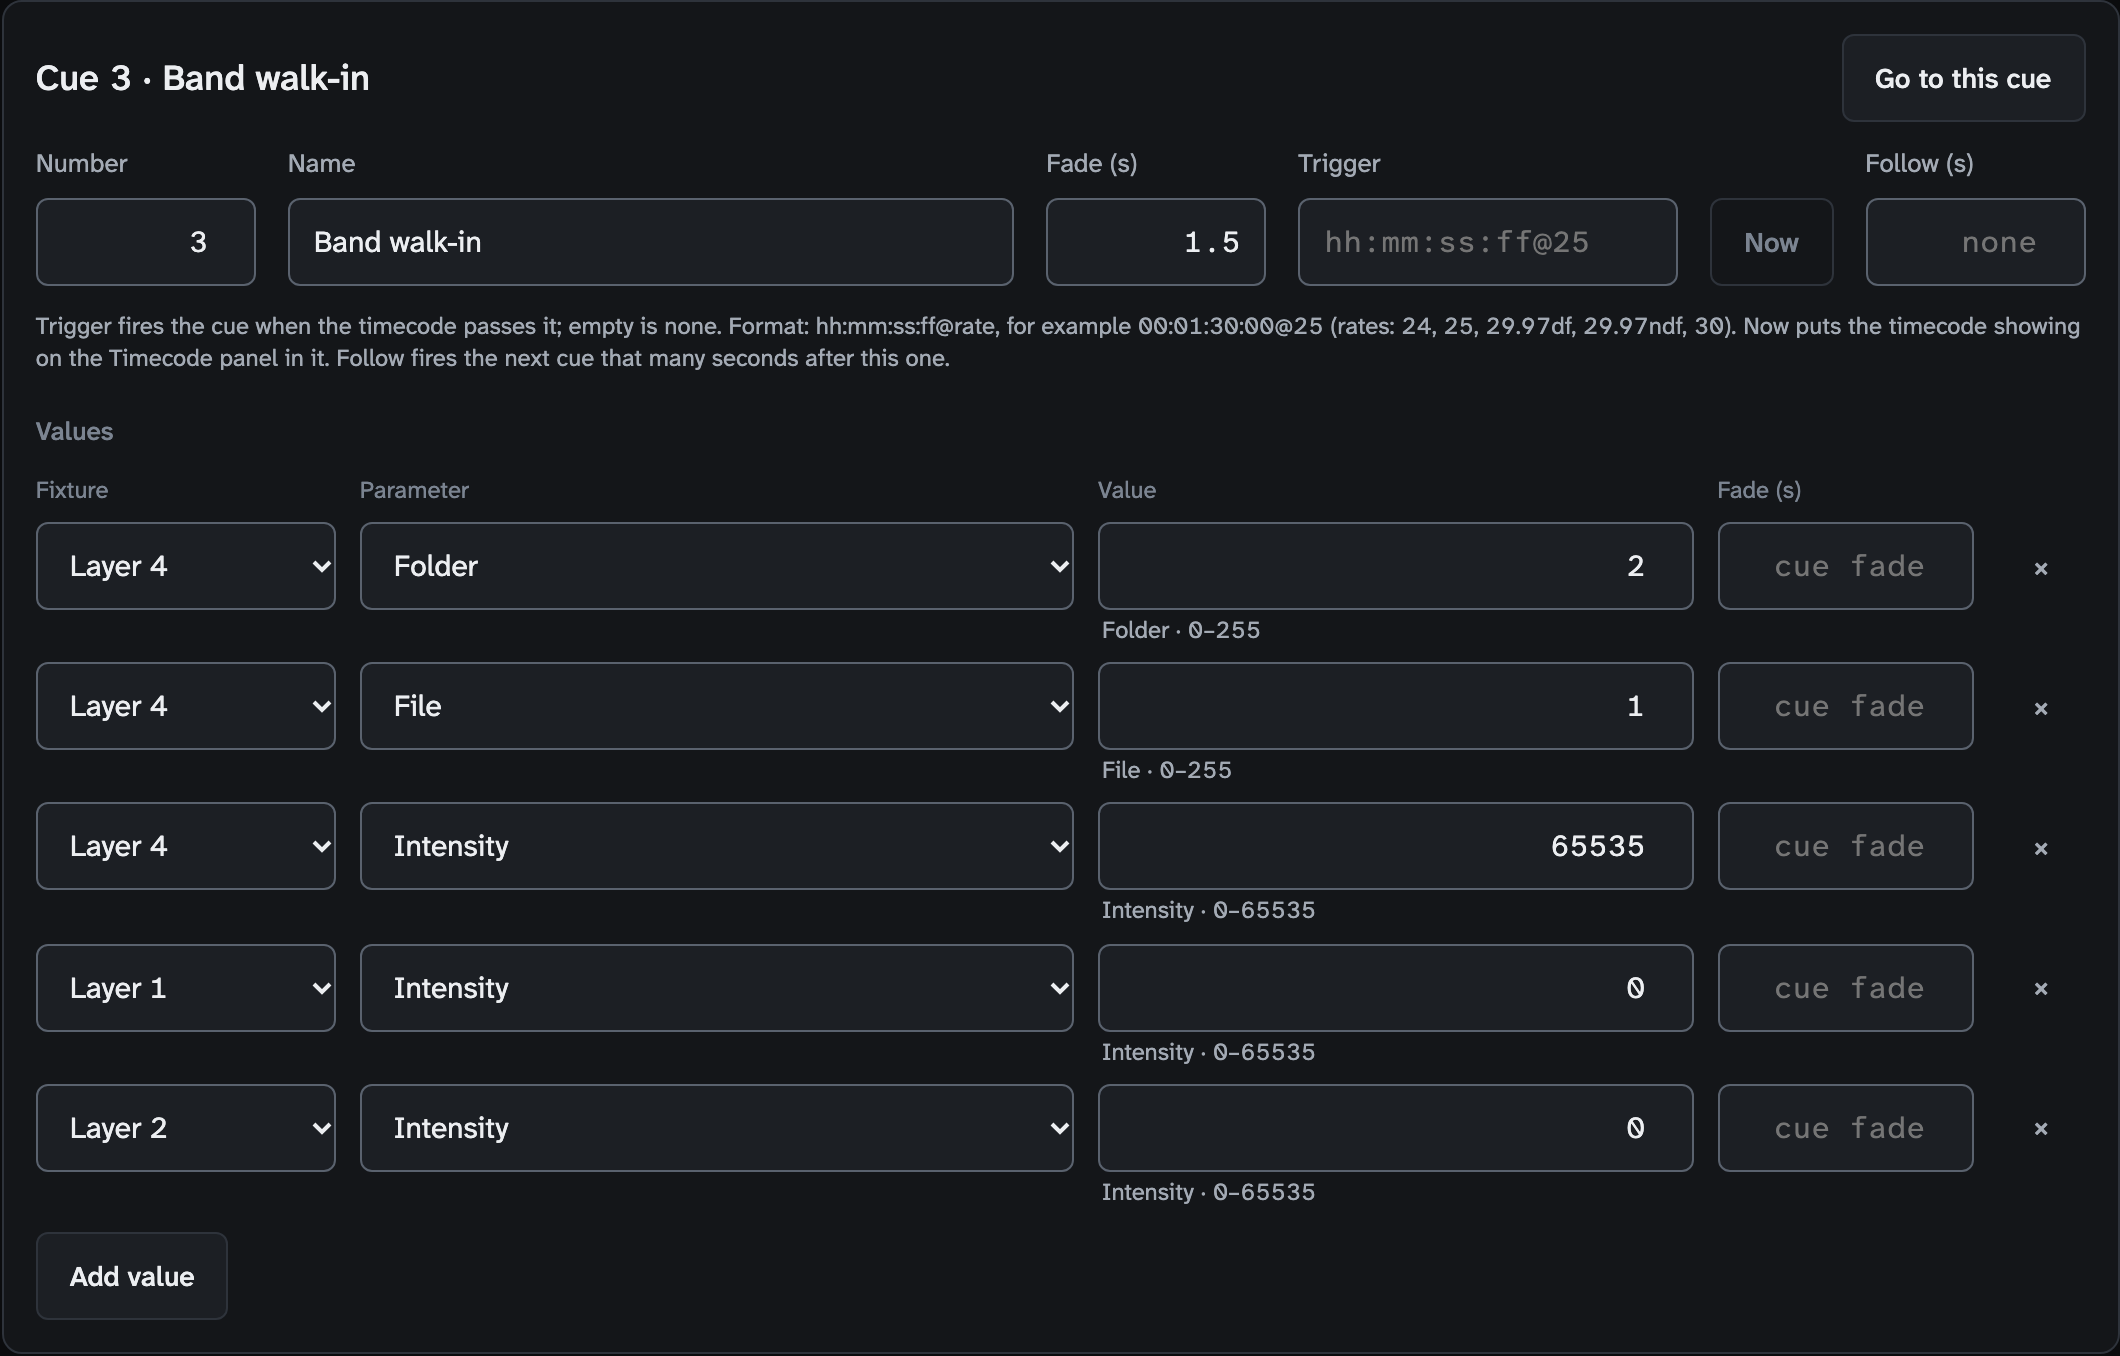 Cue 3 · Band walk-in
Go to this cue
Number
Name
Fade (s)
Trigger
Follow (s)
3
Band walk-in
1.5
hh:mm:ss:ff@25
Now
none
Trigger fires the cue when the timecode passes it; empty is none. Format: hh:mm:ss:ff@rate, for example 00:01:30:00@25 (rates: 24, 25, 29.97df, 29.97ndf, 30). Now puts the timecode showing
on the Timecode panel in it. Follow fires the next cue that many seconds after this one.
Values
Fixture
Parameter
Value
Fade (s)
Layer 4
Folder
2
cue fade
×
Folder · 0–255
Layer 4
File
1
cue fade
×
File · 0–255
Layer 4
Intensity
65535
cue fade
×
Intensity · 0–65535
Layer 1
Intensity
0
cue fade
×
Intensity · 0–65535
Layer 2
Intensity
0
cue fade
×
Intensity · 0–65535
Add value